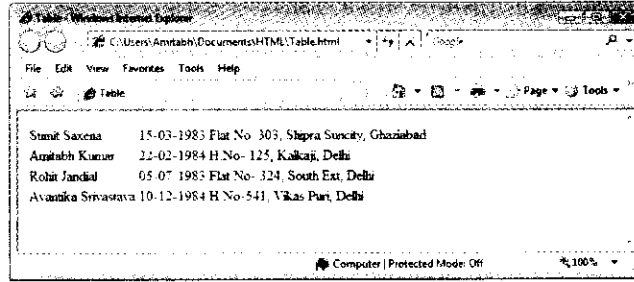 Table - Windows Internet Explorer
C:\Users\Amitabh\Documents\HTML\Table.html Google
File Edit View Favorites Tools Help
Table Page Tools
Sumit Saxena 15-03-1983 Flat No- 303, Shipra Suncity, Ghaziabad
Amitabh Kumar 22-02-1984 H.No- 125, Kalkaji, Delhi
Rohit Jandial 05-07-1983 Flat No- 324, South Ext, Delhi
Avantika Srivastava 10-12-1984 H.No-541, Vikas Puri, Delhi
Computer | Protected Mode: Off 100%